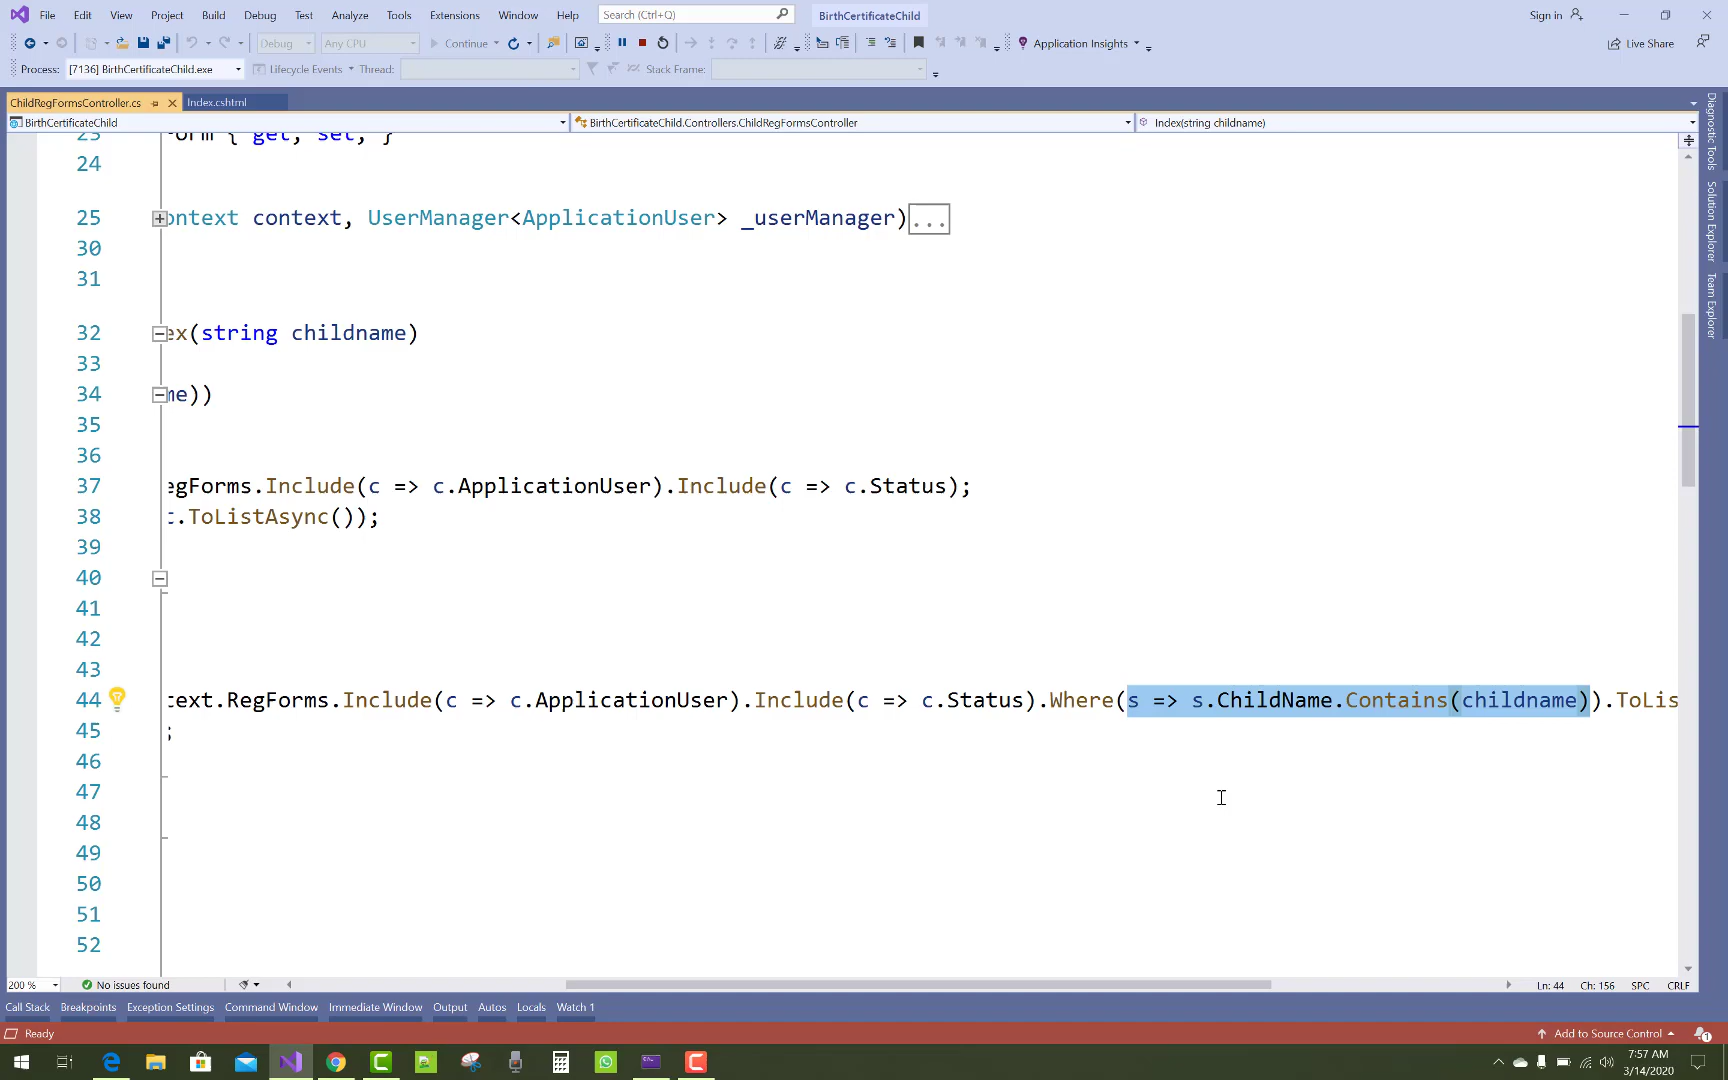 File Edit View Project Build Debug Test Analyze Tools Extensions Window Help Search (Ctrl+Q) BirthCertificateChild Sign in
Debug Any CPU Continue Application Insights Live Share
Process: [7136] BirthCertificateChild.exe Lifecycle Events Thread: Stack Frame:
ChildRegFormsController.cs Index.cshtml
BirthCertificateChild BirthCertificateChild.Controllers.ChildRegFormsController Index(string childname)
23 orm { get; set; }
24
25 ontext context, UserManager<ApplicationUser> _userManager)...
30
31
32 ex(string childname)
33
34 me))
35
36
37 egForms.Include(c => c.ApplicationUser).Include(c => c.Status);
38 t.ToListAsync());
39
40
41
42
43
44 text.RegForms.Include(c => c.ApplicationUser).Include(c => c.Status).Where(s => s.ChildName.Contains(childname)).ToLis
45 ;
46
47
48
49
50
51
52
Diagnostic Tools
Solution Explorer
Team Explorer
200 % No issues found Ln: 44 Ch: 156 SPC CRLF
Call Stack Breakpoints Exception Settings Command Window Immediate Window Output Autos Locals Watch 1
Ready Add to Source Control 1
7:57 AM
3/14/2020